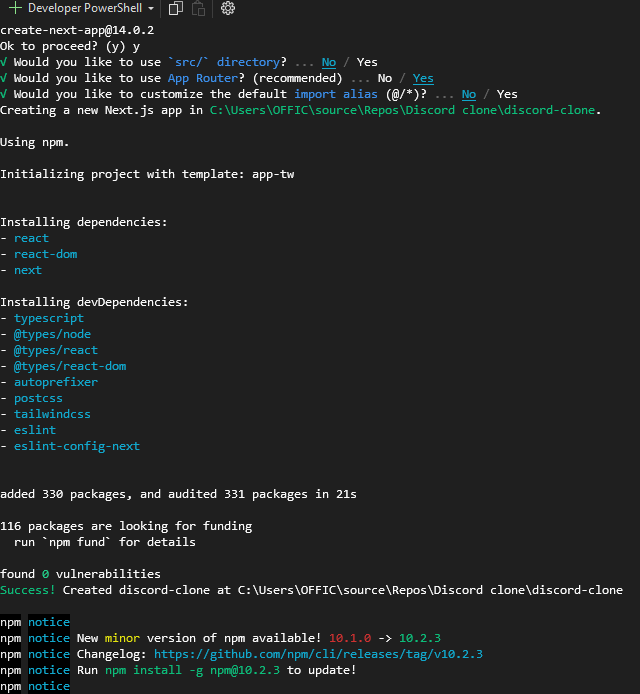 Developer PowerShell
create-next-app@14.0.2
Ok to proceed? (y) y
√ Would you like to use `src/` directory? ... No / Yes
√ Would you like to use App Router? (recommended) ... No / Yes
√ Would you like to customize the default import alias (@/*)? ... No / Yes
Creating a new Next.js app in C:\Users\OFFIC\source\Repos\Discord clone\discord-clone.
Using npm.
Initializing project with template: app-tw
Installing dependencies:
- react
- react-dom
- next
Installing devDependencies:
- typescript
- @types/node
- @types/react
- @types/react-dom
- autoprefixer
- postcss
- tailwindcss
- eslint
- eslint-config-next
added 330 packages, and audited 331 packages in 21s
116 packages are looking for funding
run `npm fund` for details
found 0 vulnerabilities
Success! Created discord-clone at C:\Users\OFFIC\source\Repos\Discord clone\discord-clone
npm notice
npm notice New minor version of npm available! 10.1.0 -> 10.2.3
npm notice Changelog: https://github.com/npm/cli/releases/tag/v10.2.3
npm notice Run npm install -g npm@10.2.3 to update!
npm notice